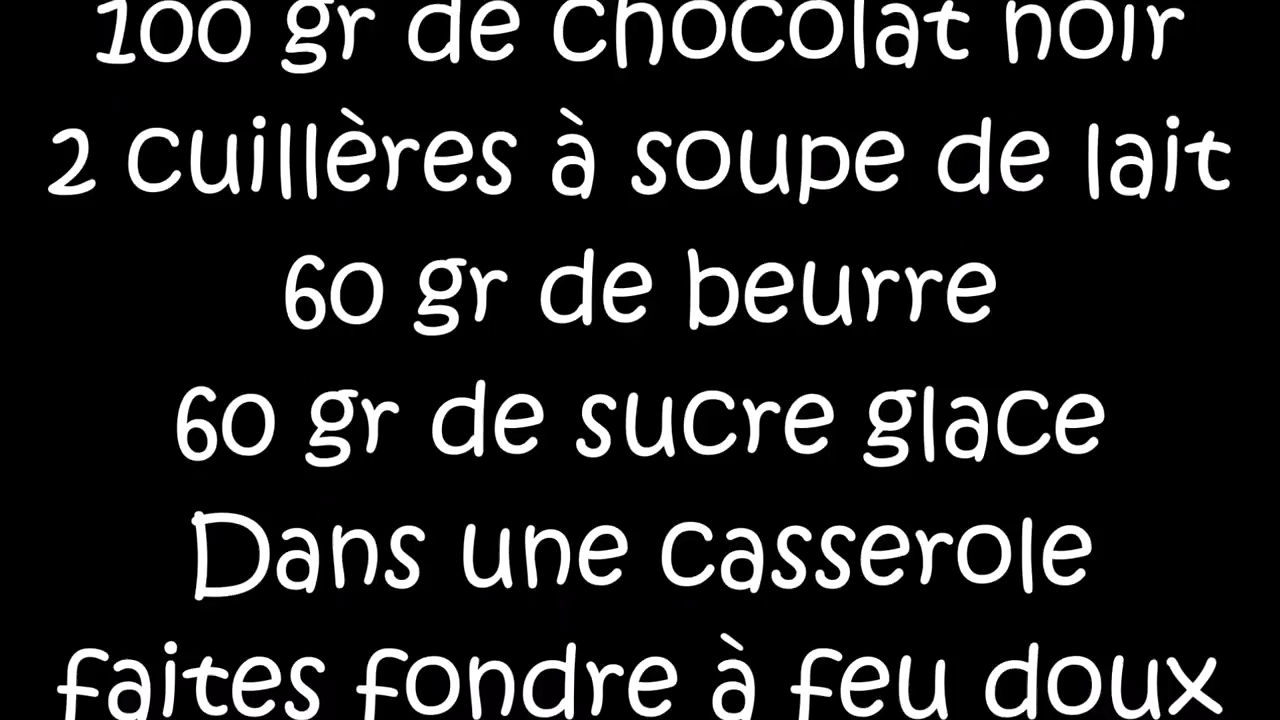 100 gr de chocolat noir
2 cuillères à soupe de lait
60 gr de beurre
60 gr de sucre glace
Dans une casserole
faites fondre à feu doux